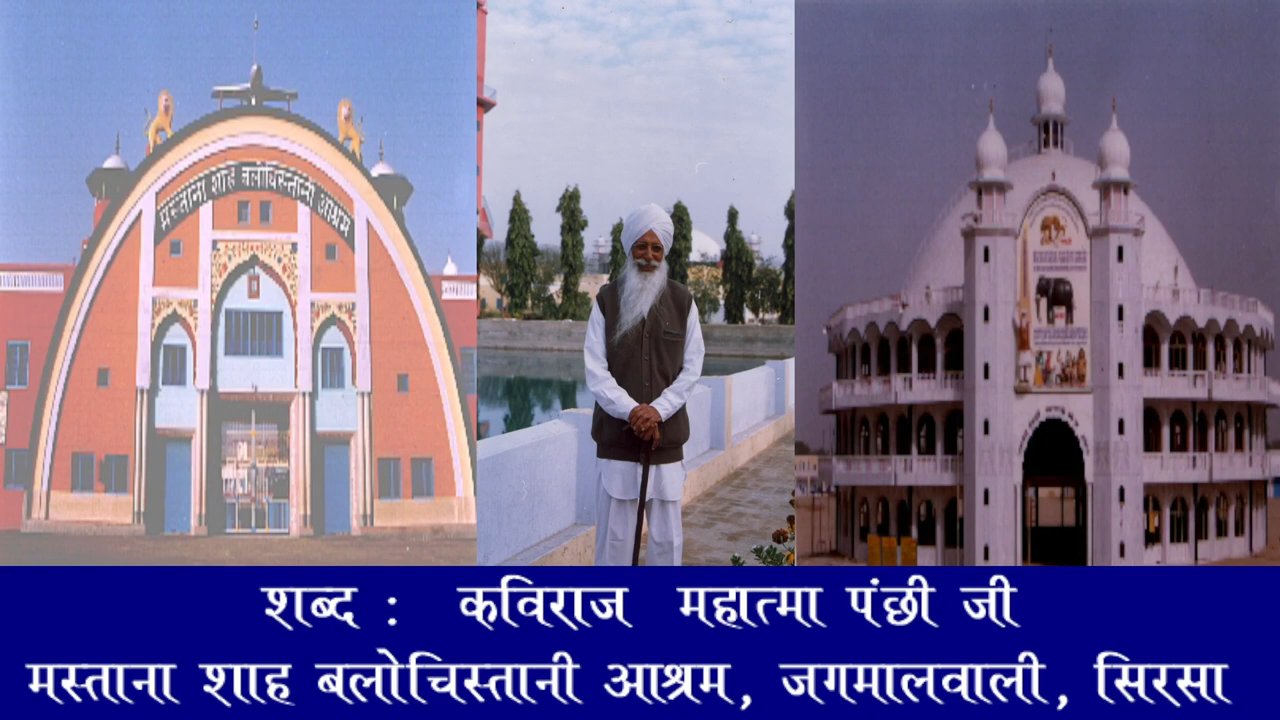 मस्ताना शाह बलोचिस्तानी आश्रम
शब्द : कविराज महात्मा पंछी जी
मस्ताना शाह बलोचिस्तानी आश्रम, जगमालवाली, सिरसा